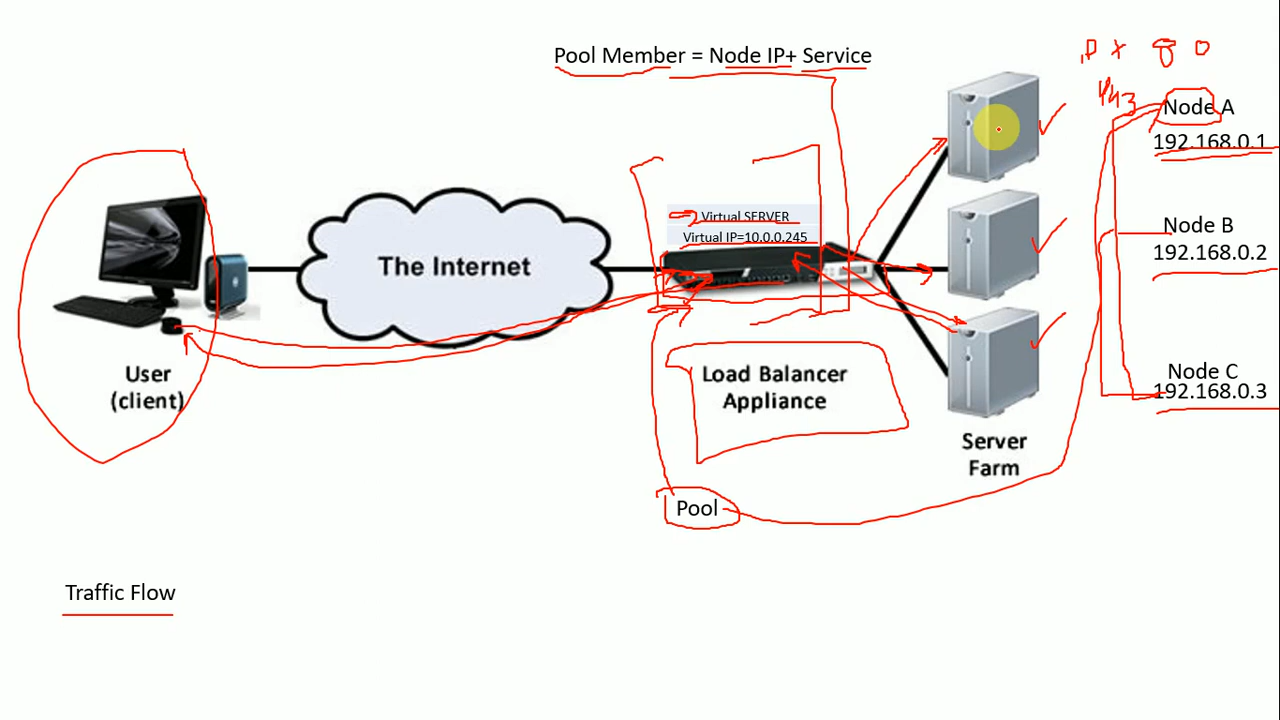 Pool Member = Node IP+ Service
80
443
Node A
192.168.0.1
Virtual SERVER
Virtual IP=10.0.0.245
Node B
192.168.0.2
The Internet
User
(client)
Load Balancer
Appliance
Node C
192.168.0.3
Server
Farm
Pool
Traffic Flow